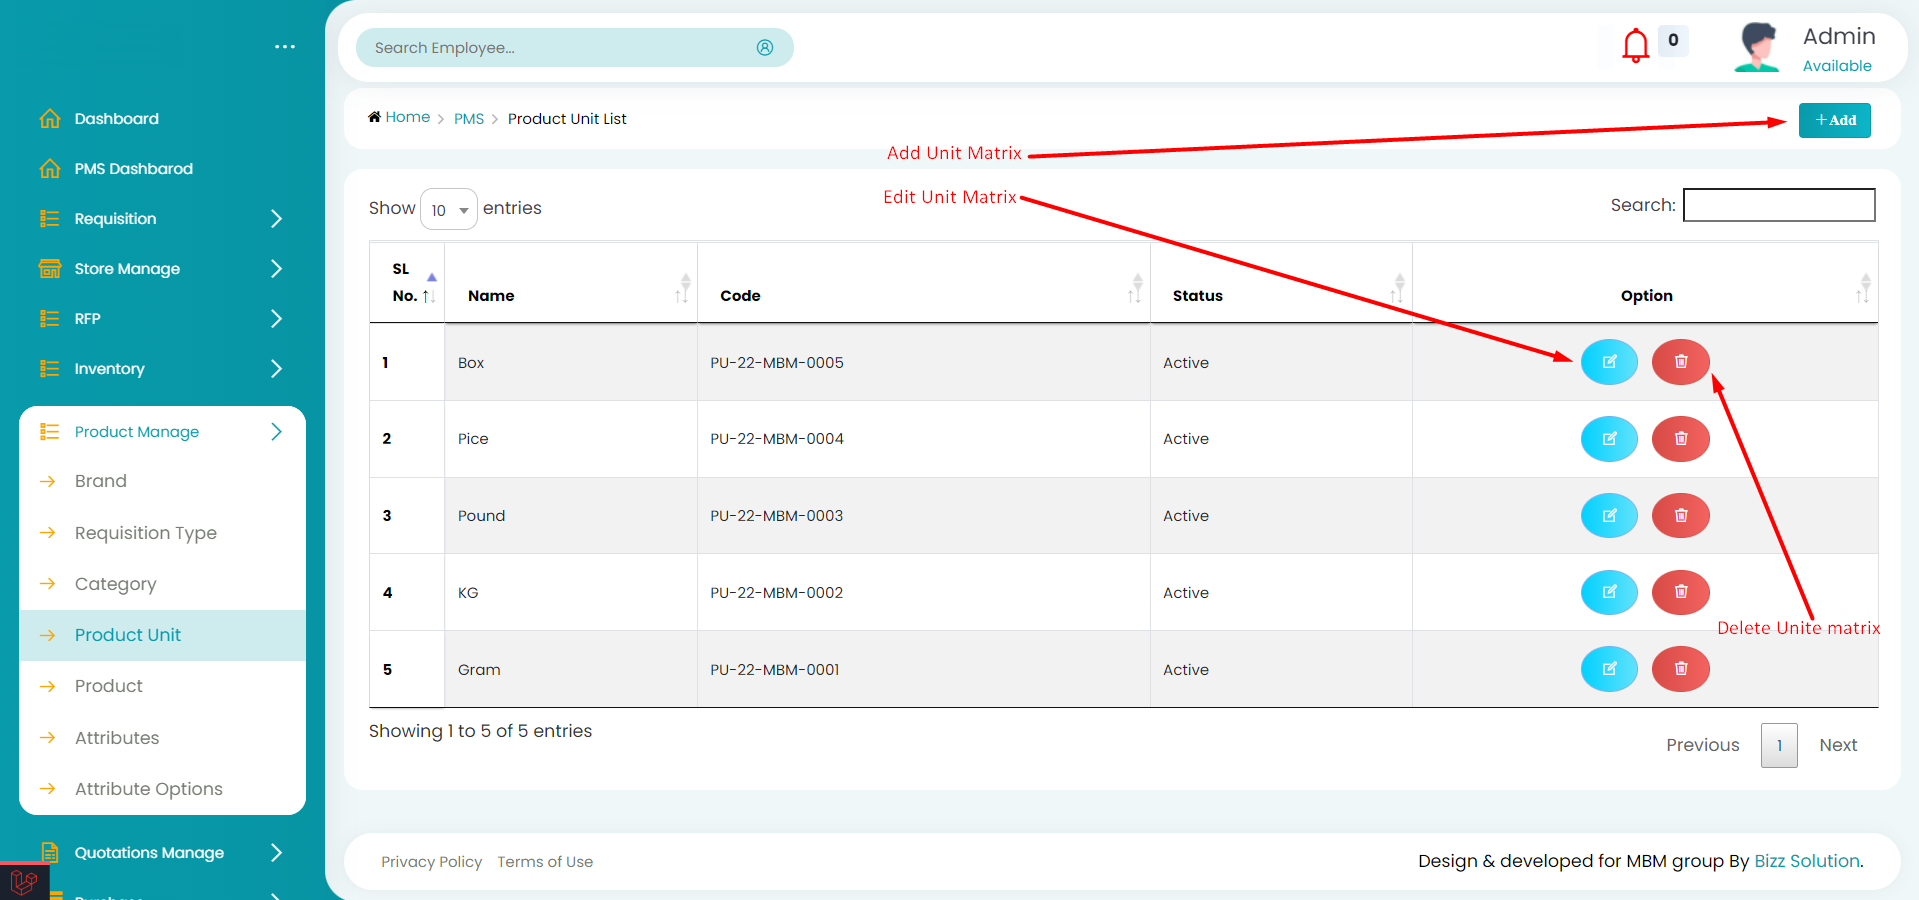 ...
Search Employee...
0
Admin
Available
Dashboard
PMS Dashbarod
Requisition
Store Manage
RFP
Inventory
Product Manage
Brand
Requisition Type
Category
Product Unit
Product
Attributes
Attribute Options
Quotations Manage
Home > PMS > Product Unit List
+ Add
Add Unit Matrix
Edit Unit Matrix
Show 10 entries
Search:
SL No. Name Code Status Option
1 Box PU-22-MBM-0005 Active
2 Pice PU-22-MBM-0004 Active
3 Pound PU-22-MBM-0003 Active
4 KG PU-22-MBM-0002 Active
Delete Unite matrix
5 Gram PU-22-MBM-0001 Active
Showing 1 to 5 of 5 entries
Previous 1 Next
Privacy Policy Terms of Use
Design & developed for MBM group By Bizz Solution.